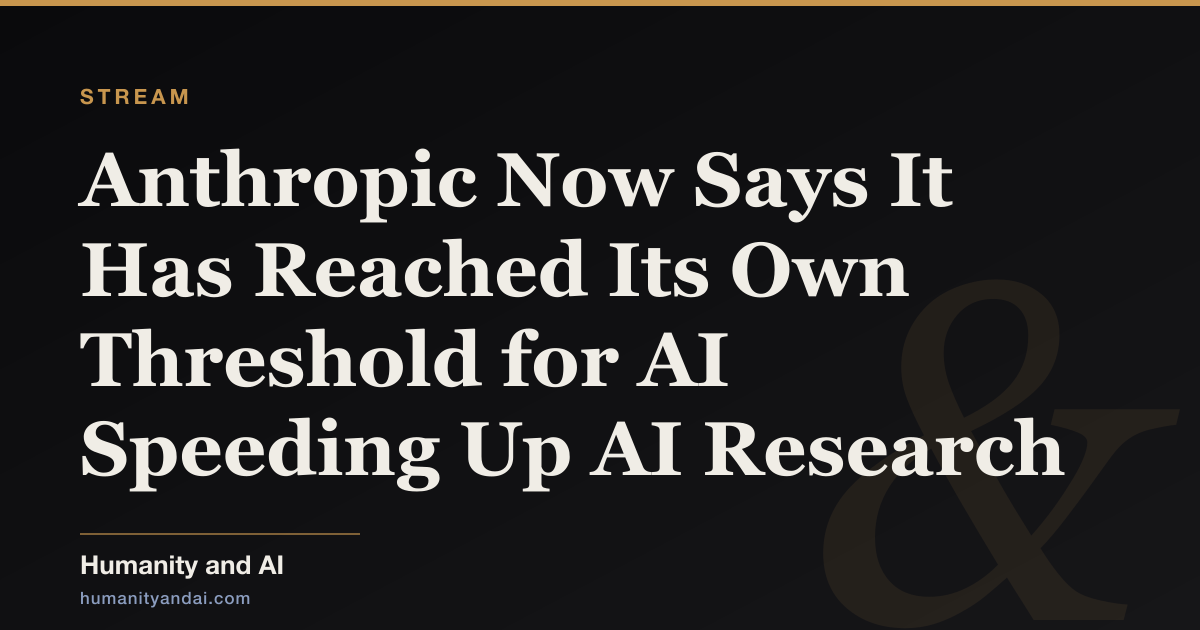 STREAM
Anthropic Now Says It
Has Reached Its Own
Threshold for AI
Speeding Up AI Research
&
Humanity and AI
humanityandai.com